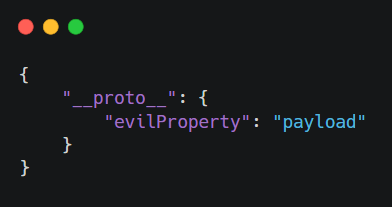 {
    "__proto__": {
        "evilProperty": "payload"
    }
}